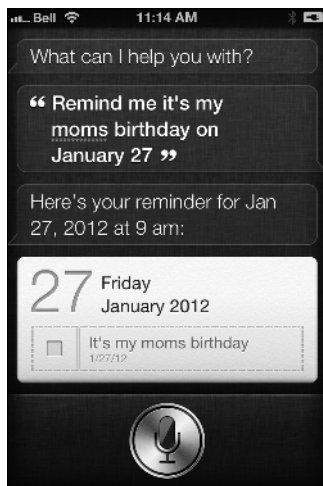 Bell 11:14 AM
What can I help you with?
“ Remind me it's my
moms birthday on
January 27 ”
Here's your reminder for Jan
27, 2012 at 9 am:
27 Friday
January 2012
It's my moms birthday
1/27/12